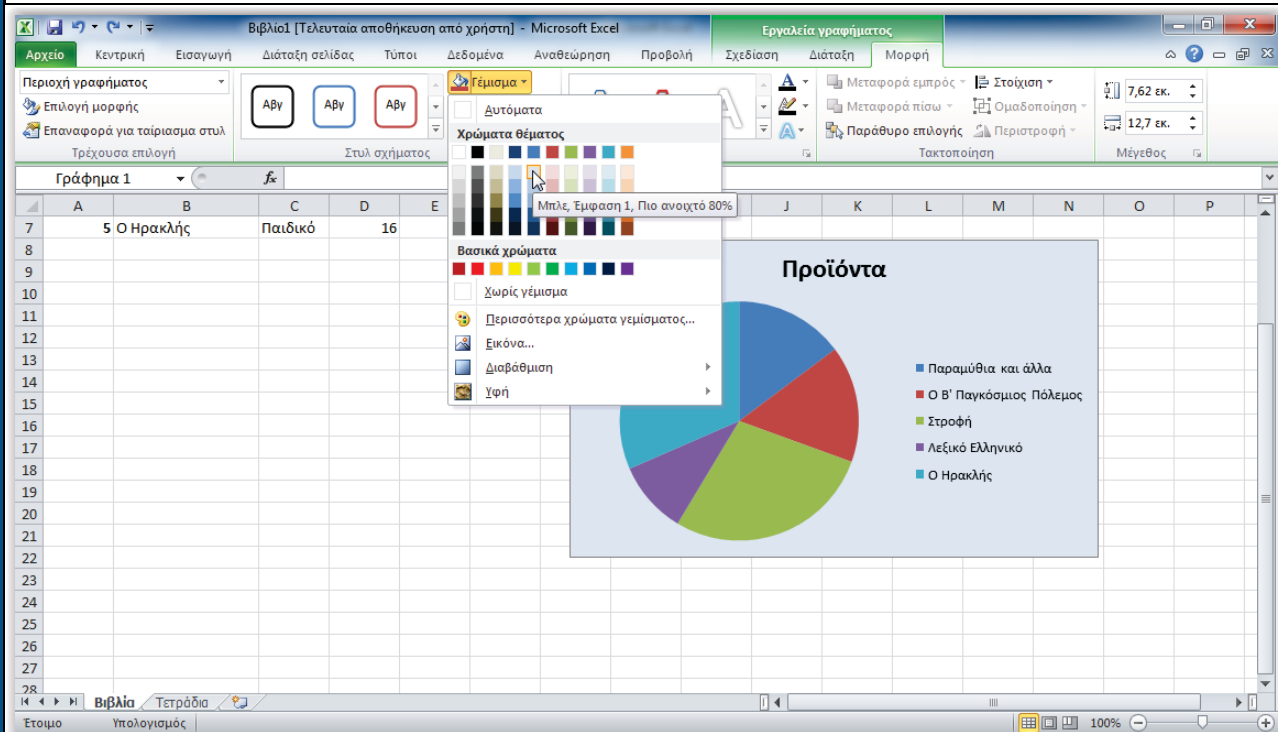 Βιβλίο1 [Τελευταία αποθήκευση από χρήστη] - Microsoft Excel
Εργαλεία γραφήματος
Αρχείο Κεντρική Εισαγωγή Διάταξη σελίδας Τύποι Δεδομένα Αναθεώρηση Προβολή Σχεδίαση Διάταξη Μορφή
Περιοχή γραφήματος
Επιλογή μορφής
Επαναφορά για ταίριασμα στυλ
Τρέχουσα επιλογή
Αβγ Αβγ Αβγ
Στυλ σχήματος
Γέμισμα
Αυτόματα
Χρώματα θέματος
Μπλε, Έμφαση 1, Πιο ανοιχτό 80%
Βασικά χρώματα
Χωρίς γέμισμα
Περισσότερα χρώματα γεμίσματος...
Εικόνα...
Διαβάθμιση
Υφή
Μεταφορά εμπρός
Μεταφορά πίσω
Παράθυρο επιλογής
Στοίχιση
Ομαδοποίηση
Περιστροφή
Τακτοποίηση
7,62 εκ.
12,7 εκ.
Μέγεθος
Γράφημα 1 fx
A B C D E J K L M N O P
7 5 Ο Ηρακλής Παιδικό 16
8
9
10
11
12
13
14
15
16
17
18
19
20
21
22
23
24
25
26
27
28
Προϊόντα
Παραμύθια και άλλα
Ο Β' Παγκόσμιος Πόλεμος
Στροφή
Λεξικό Ελληνικό
Ο Ηρακλής
Βιβλία Τετράδια
Έτοιμο Υπολογισμός 100%